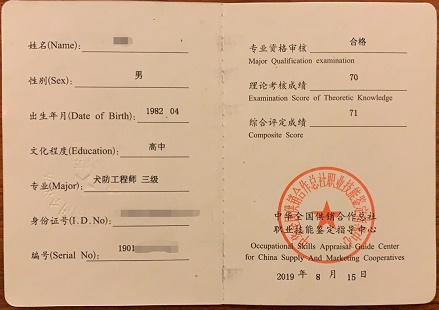 姓名(Name):
性别(Sex): 男
出生年月(Date of Birth): 1982 04
文化程度(Education): 高中
专业(Major): 犬防工程师 三级
身份证号(I.D.No)
编号(Serial No): 1901
专业资格审核 合格
Major Qualification examination
理论考核成绩 70
Examination Score of Theoretic Knowledge
综合评定成绩 71
Composite Score
中华全国供销合作总社
职业技能鉴定指导中心
Occupational Skills Appraisal Guide Center
for China Supply And Marketing Cooperatives
2019 年 8 月 15 日